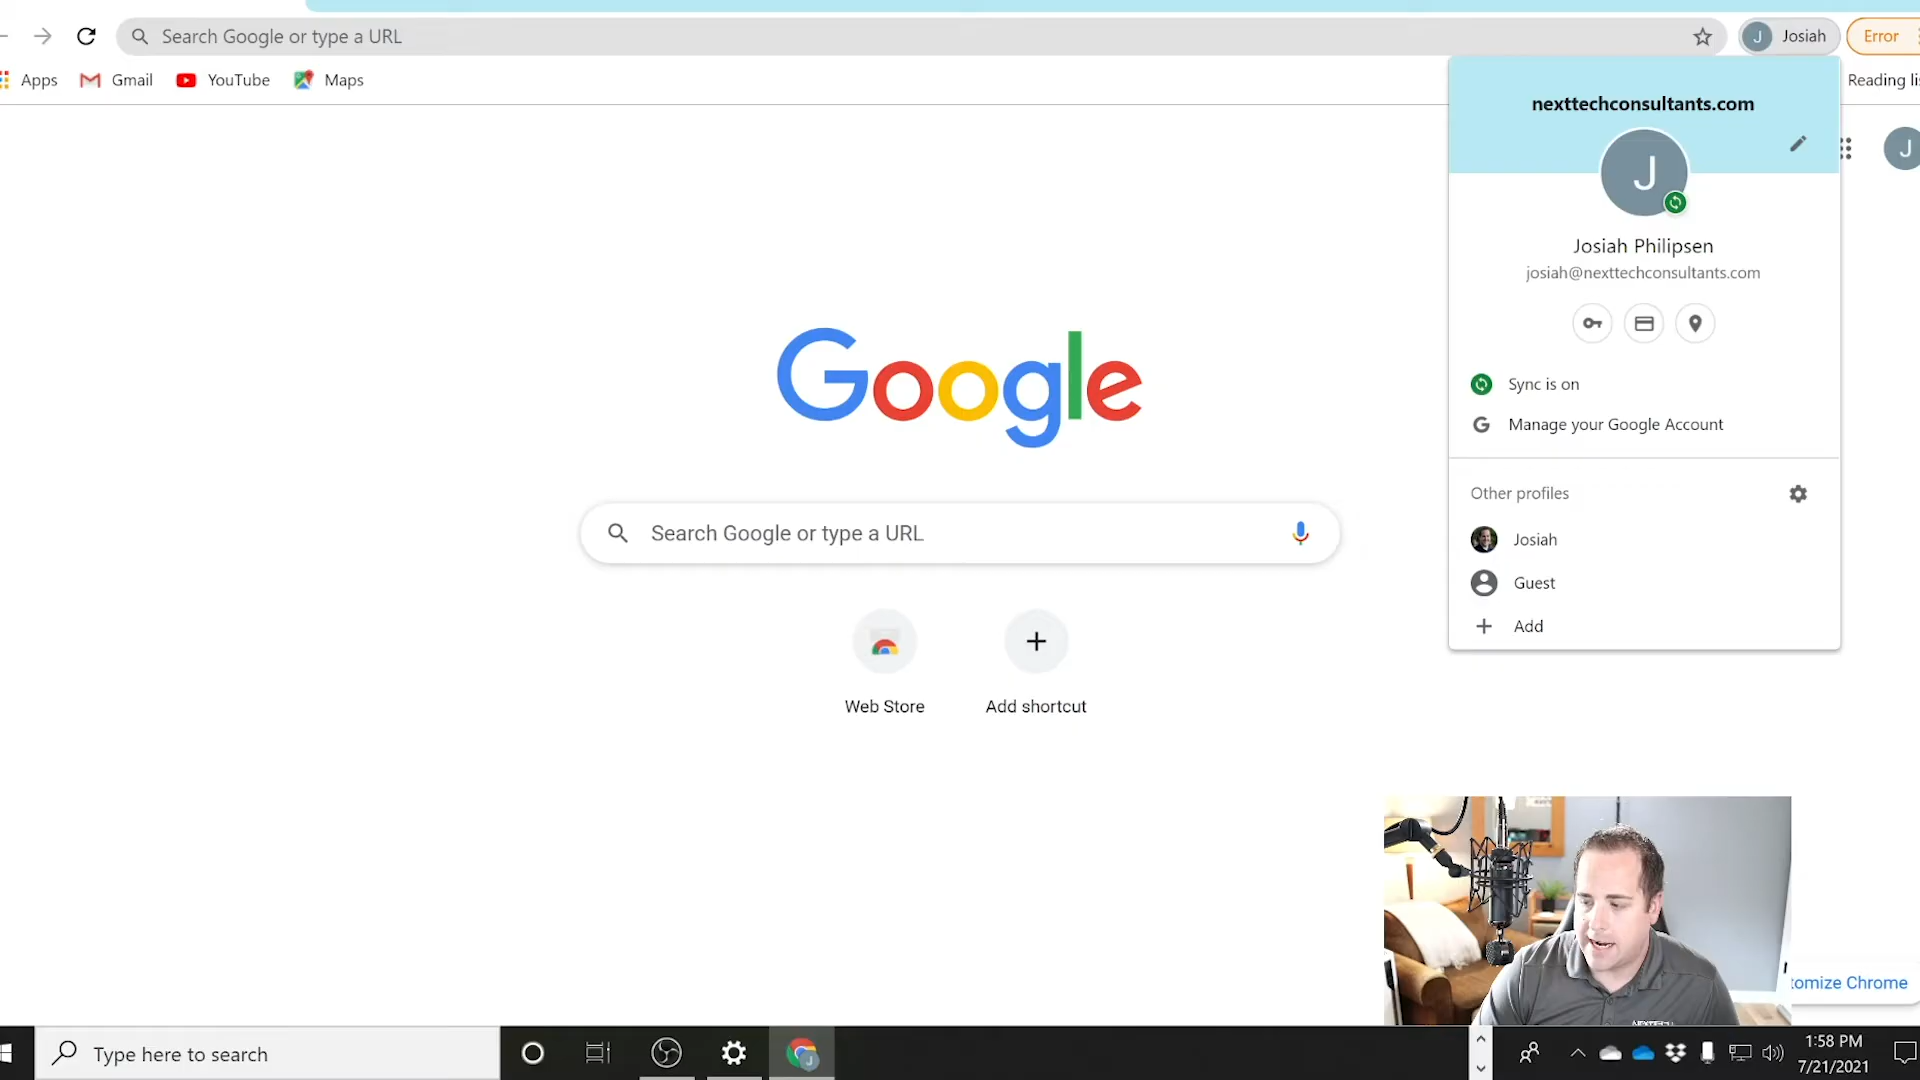 Search Google or type a URL
J
Josiah
Error
Apps
Gmail
YouTube
Maps
Reading lis
nexttechconsultants.com
J
J
Josiah Philipsen
josiah@nexttechconsultants.com
Sync is on
G
Manage your Google Account
Other profiles
Josiah
Guest
Add
Google
Search Google or type a URL
Web Store
Add shortcut
tomize Chrome
Type here to search
J
1:58 PM
7/21/2021